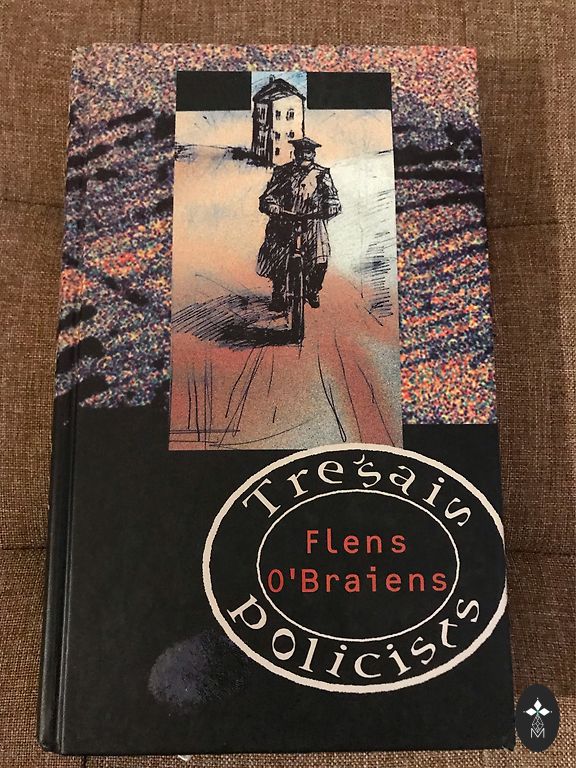 Trešais
Flens
O'Braiens
policists